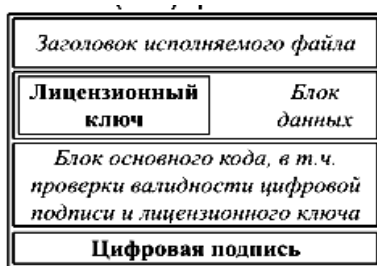 Заголовок исполняемого файла
Лицензионный
ключ
Блок
данных
Блок основного кода, в т.ч.
проверки валидности цифровой
подписи и лицензионного ключа
Цифровая подпись